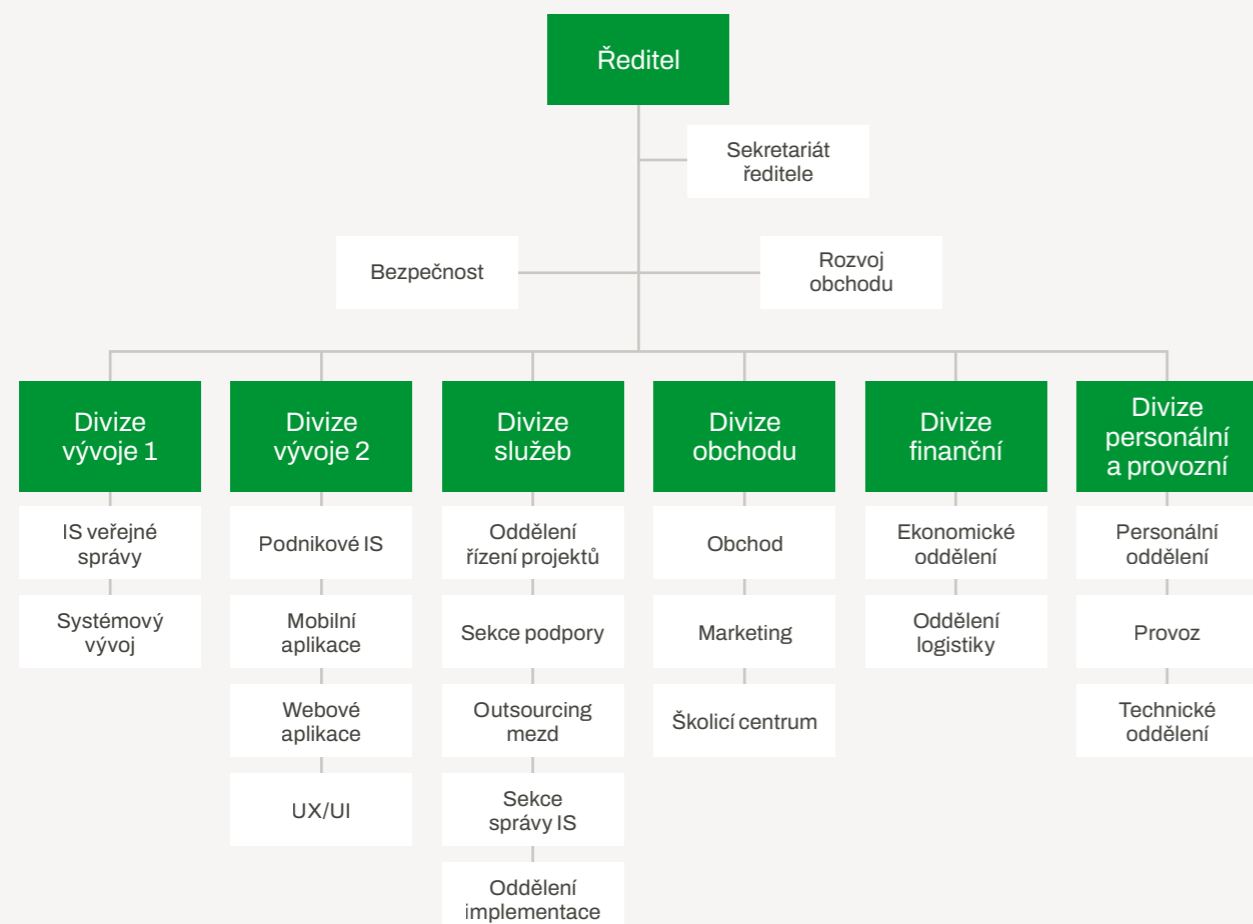 Ředitel
Sekretariát
ředitele
Bezpečnost
Rozvoj
obchodu
Divize
vývoje 1
IS veřejné
správy
Systémový
vývoj
Divize
vývoje 2
Podnikové IS
Mobilní
aplikace
Webové
aplikace
UX/UI
Divize
služeb
Oddělení
řízení projektů
Sekce podpory
Outsourcing
mezd
Sekce
správy IS
Oddělení
implementace
Divize
obchodu
Obchod
Marketing
Školicí centrum
Divize
finanční
Ekonomické
oddělení
Oddělení
logistiky
Divize
personální
a provozní
Personální
oddělení
Provoz
Technické
oddělení